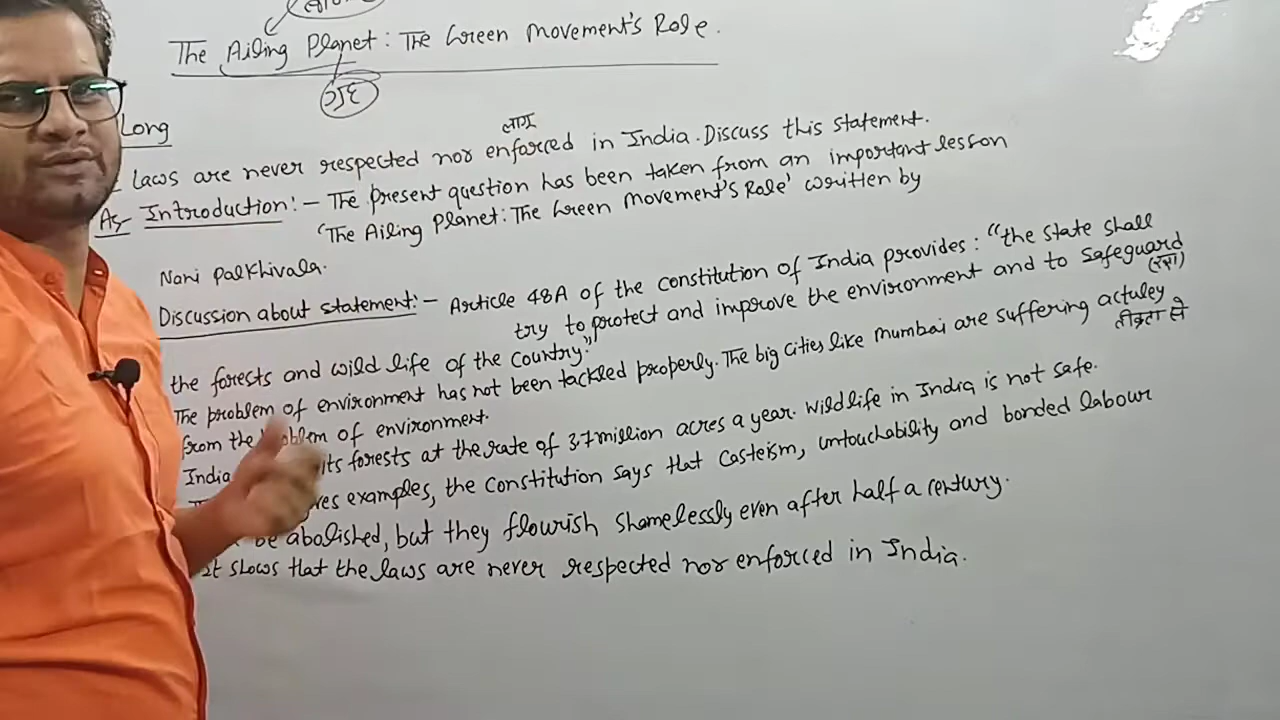 The Ailing Planet: The Green Movement's Role.
ग्रह
Long
लागू
Laws are never respected nor enforced in India. Discuss this statement.
As Introduction:- The present question has been taken from an important lesson
'The Ailing Planet: The Green Movement's Role' written by
Nani Palkhivala.
Discussion about statement:- Article 48A of the constitution of India provides: "the state shall
try to protect and improve the environment and to safeguard
(रक्षा)
the forests and wild life of the country."
The problem of environment has not been tackled properly. The big cities like mumbai are suffering actuley
तीव्रता से
from the problem of environment.
India its forests at the rate of 3.7 million acres a year. Wildlife in India is not safe.
examples, the constitution says that casteism, untouchability and bonded labour
be abolished, but they flourish shamelessly even after half a century.
It shows that the laws are never respected nor enforced in India.